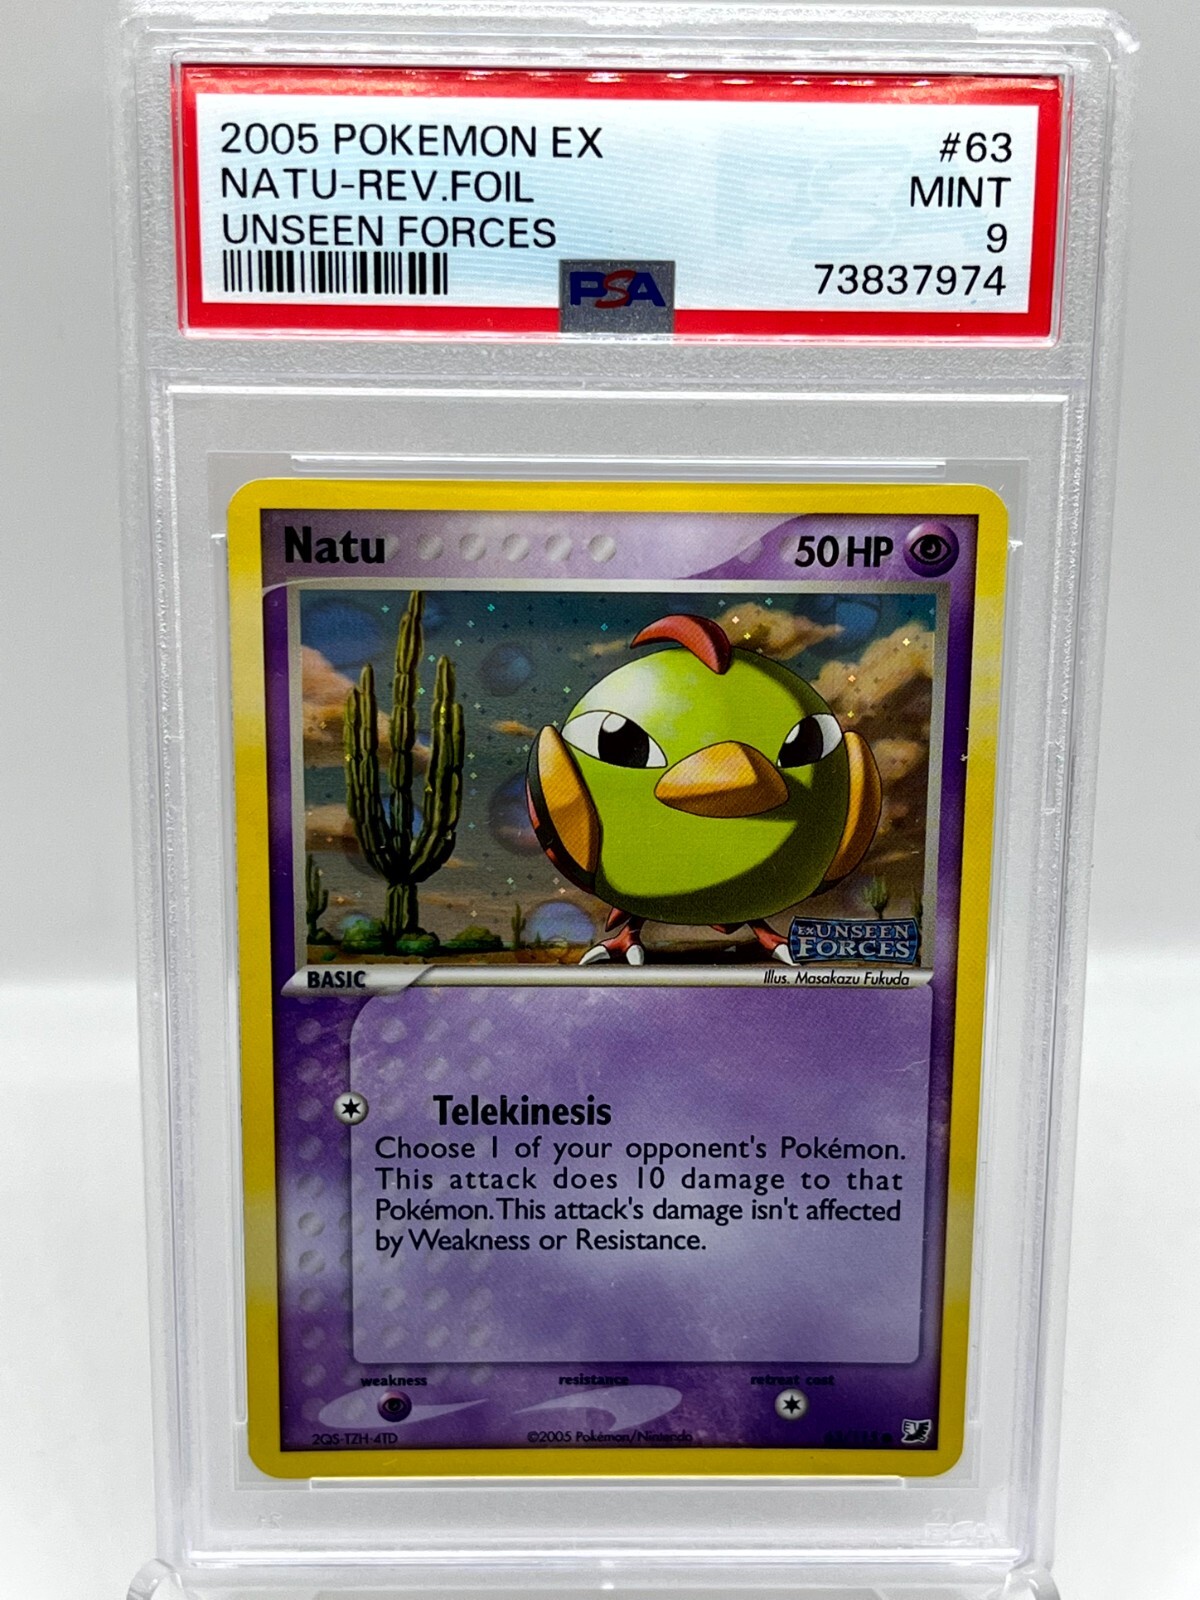 2005 POKEMON EX #63
NATU-REV.FOIL MINT
UNSEEN FORCES 9
PSA 73837974
Natu 50 HP
EX UNSEEN
FORCES
BASIC Illus. Masakazu Fukuda
Telekinesis
Choose 1 of your opponent's Pokémon.
This attack does 10 damage to that
Pokémon. This attack's damage isn't affected
by Weakness or Resistance.
weakness resistance retreat cost
2QS-TZH-4TD ©2005 Pokémon/Nintendo